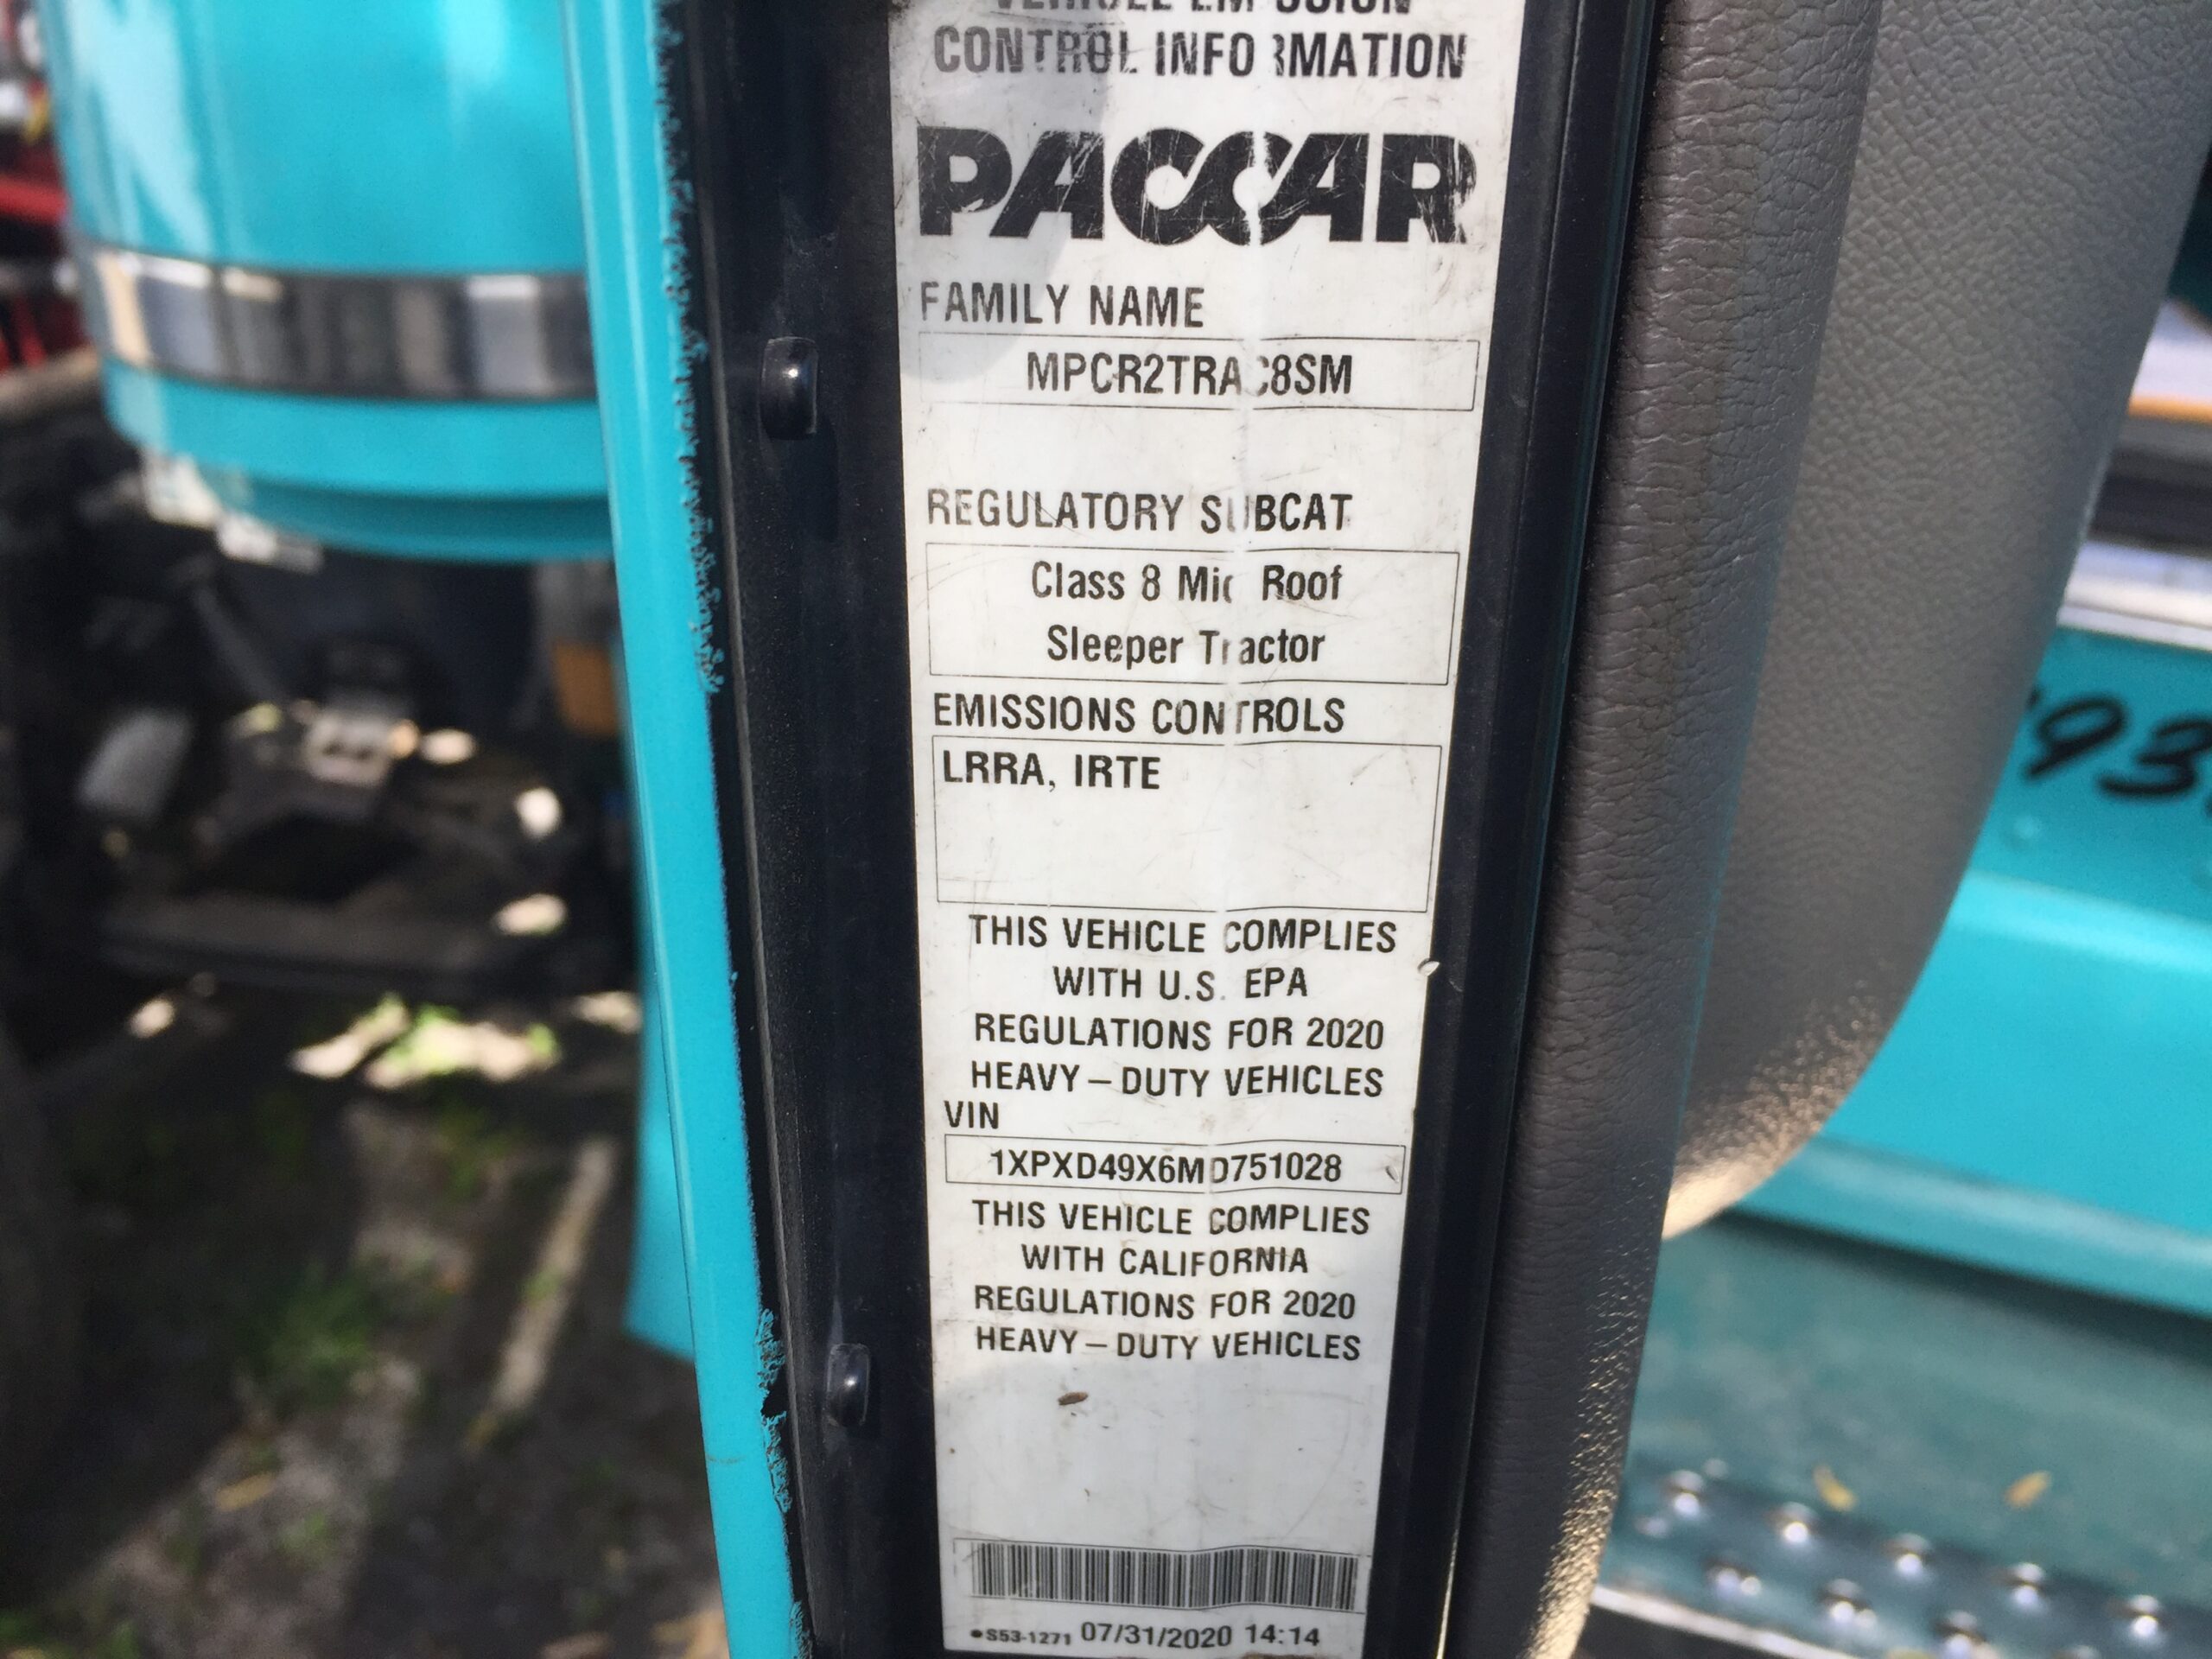 VEHICLE EMISSION
CONTROL INFORMATION
PACCAR
FAMILY NAME
MPCR2TRAC8SM
REGULATORY SUBCAT
Class 8 Mid Roof
Sleeper Tractor
EMISSIONS CONTROLS
LRRA, IRTE
THIS VEHICLE COMPLIES
WITH U.S. EPA
REGULATIONS FOR 2020
HEAVY-DUTY VEHICLES
VIN
1XPXD49X6MD751028
THIS VEHICLE COMPLIES
WITH CALIFORNIA
REGULATIONS FOR 2020
HEAVY-DUTY VEHICLES
•S53-1271 07/31/2020 14:14